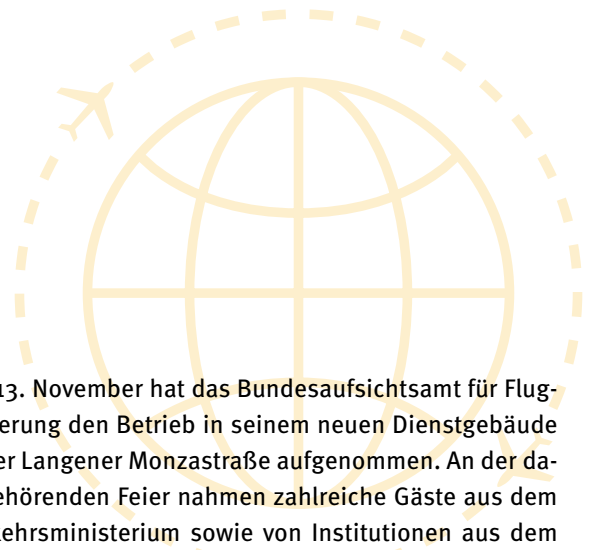 13. November hat das Bundesaufsichtsamt für Flug-
erung den Betrieb in seinem neuen Dienstgebäude
er Langener Monzastraße aufgenommen. An der da-
ehörenden Feier nahmen zahlreiche Gäste aus dem
kehrsministerium sowie von Institutionen aus dem